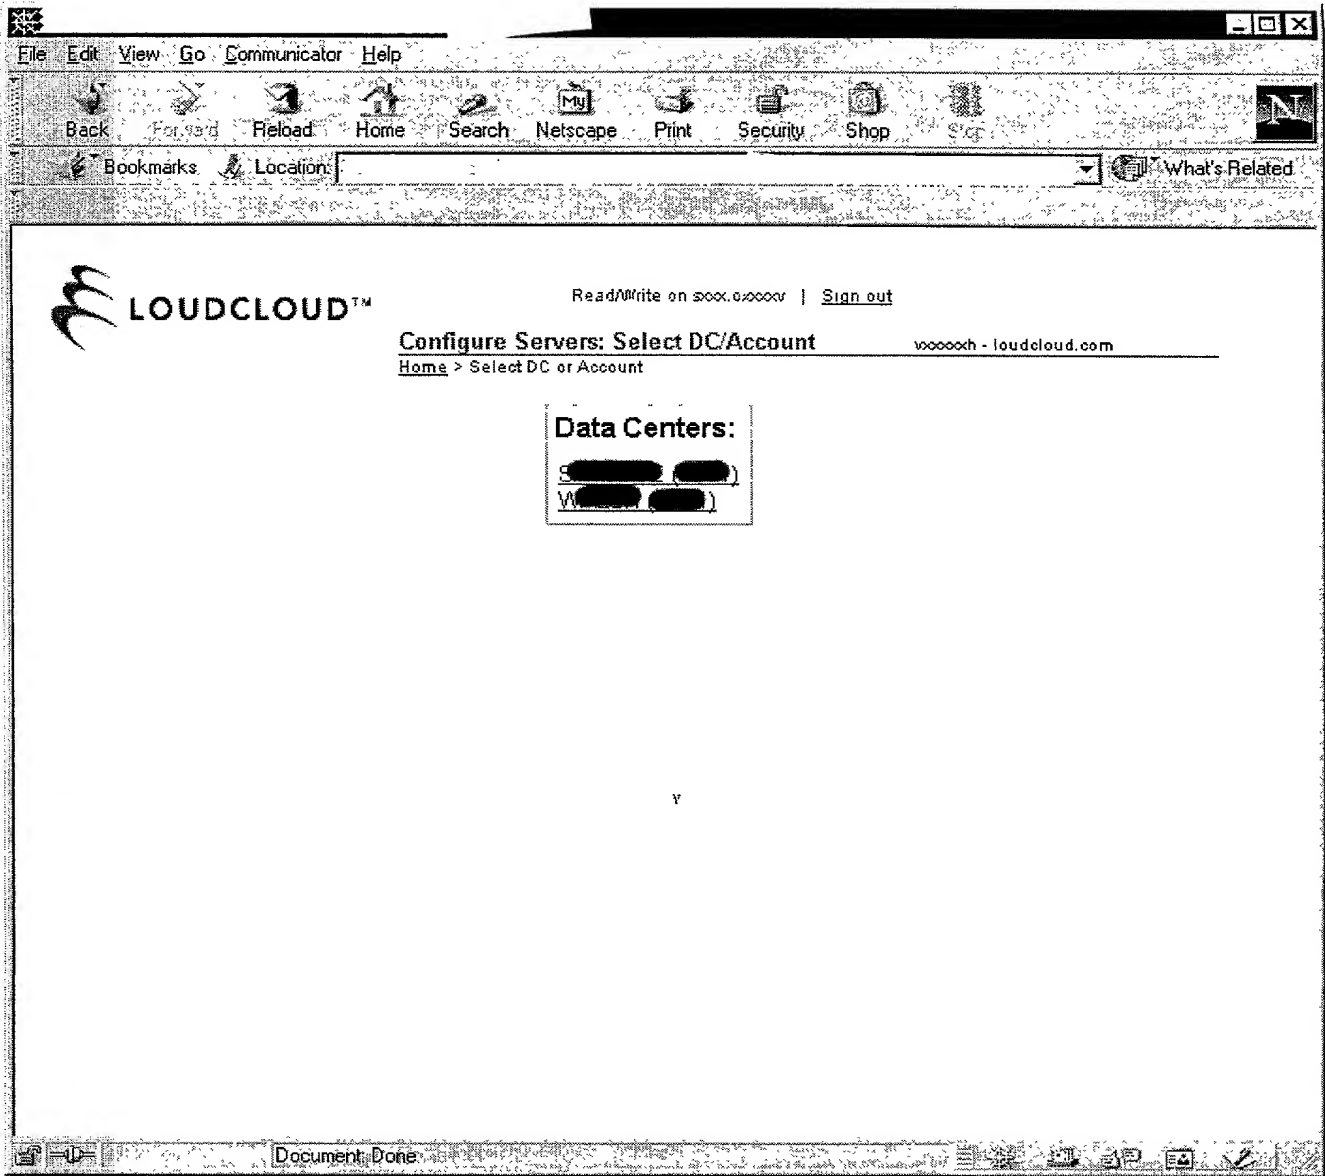 File Edit View Go Communicator Help
Back Forward Reload Home Search Netscape Print Security Shop Stop
N
Bookmarks Location: What's Related
LOUDCLOUD™
Read/Write on | Sign out
Configure Servers: Select DC/Account - loudcloud.com
Home > Select DC or Account
Data Centers:
S ( )
W ( )
Document: Done